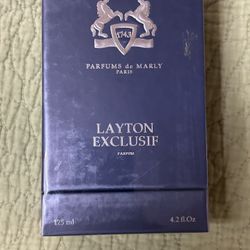 1743
PARFUMS de MARLY
PARIS
LAYTON
EXCLUSIF
PARFUM
125 ml
4.2 fl.Oz